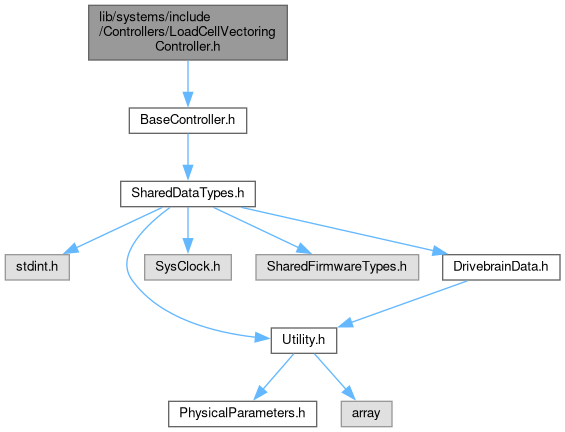 lib/systems/include
/Controllers/LoadCellVectoring
Controller.h
BaseController.h
SharedDataTypes.h
stdint.h
SysClock.h
SharedFirmwareTypes.h
DrivebrainData.h
Utility.h
PhysicalParameters.h
array